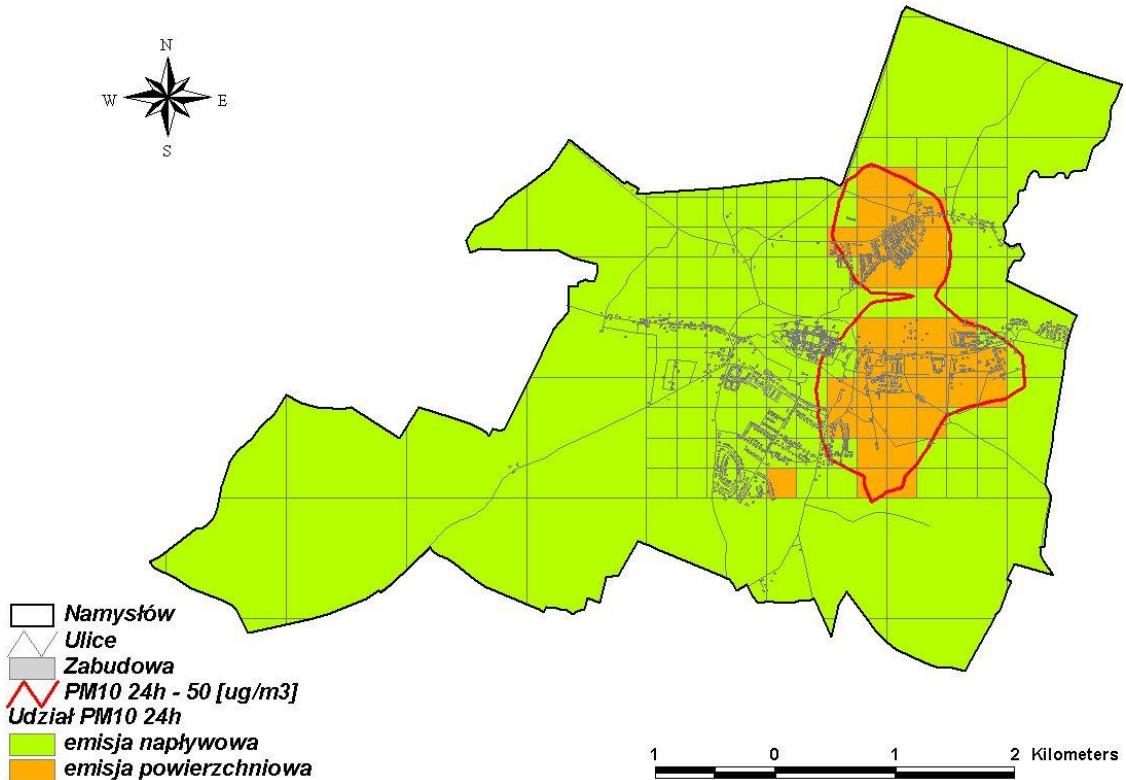 N
W E
S
Namysłów
Ulice
Zabudowa
PM10 24h - 50 [ug/m3]
Udział PM10 24h
emisja napływowa
emisja powierzchniowa
1 0 1 2 Kilometers